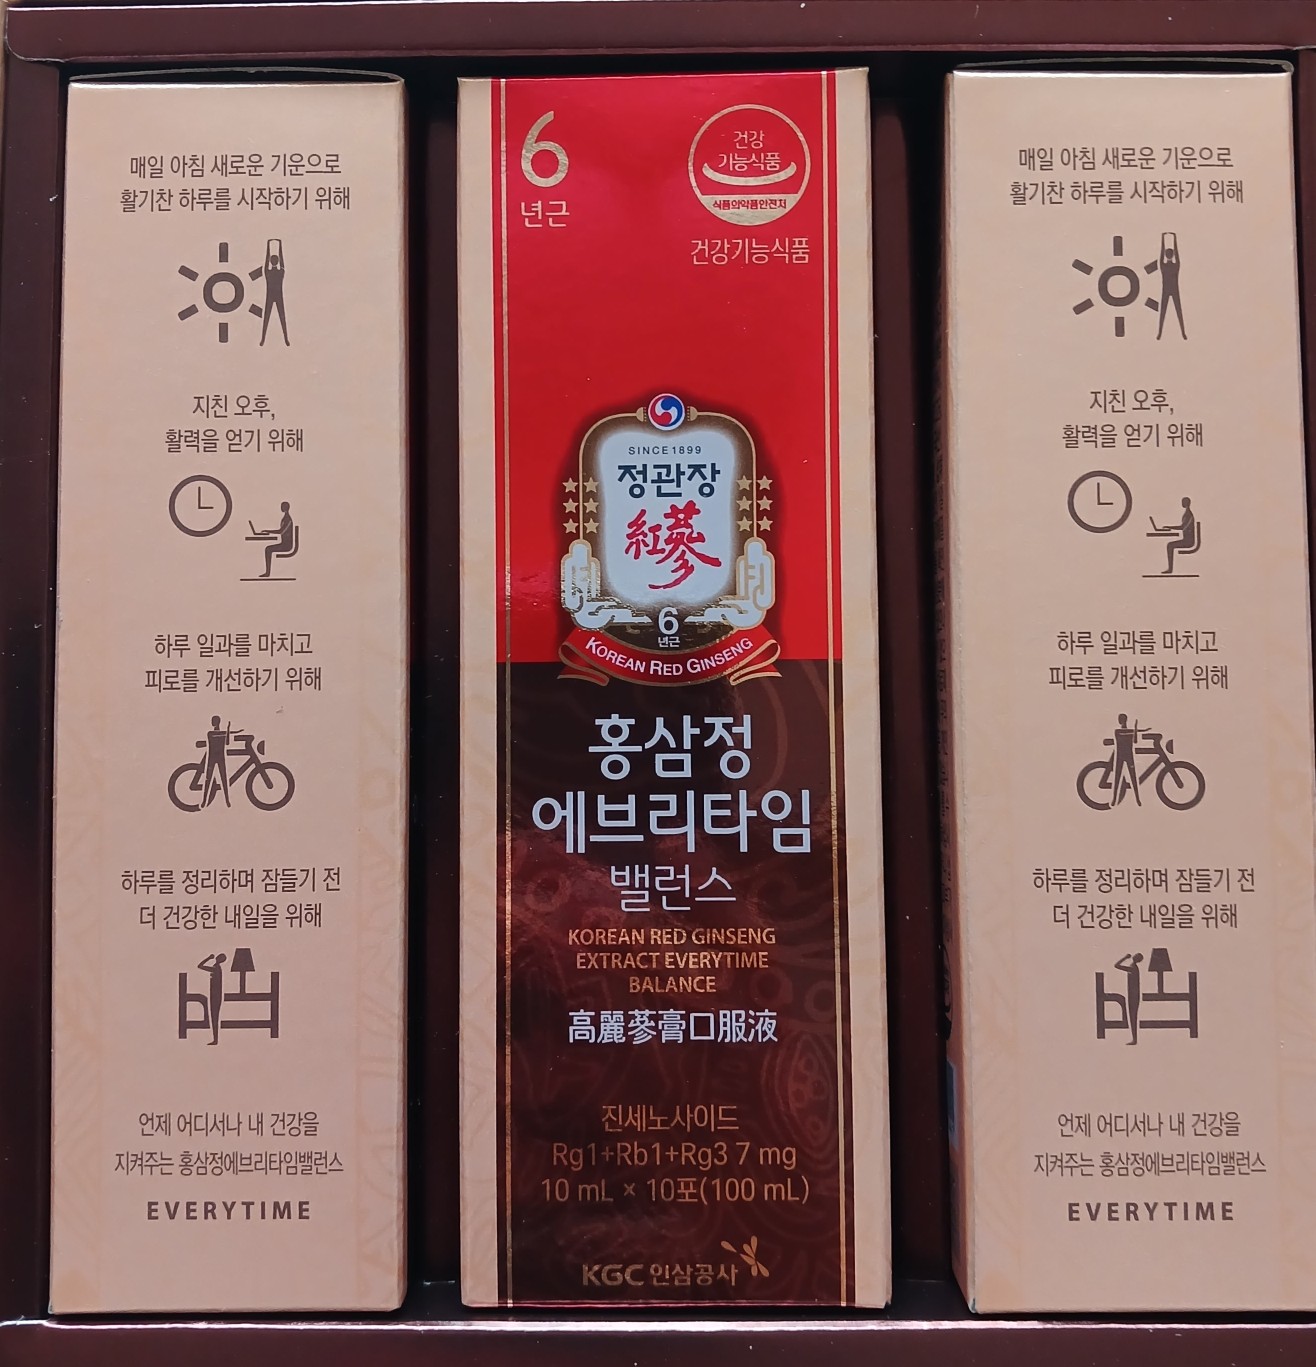 매일 아침 새로운 기운으로
활기찬 하루를 시작하기 위해
지친 오후,
활력을 얻기 위해
하루 일과를 마치고
피로를 개선하기 위해
하루를 정리하며 잠들기 전
더 건강한 내일을 위해
언제 어디서나 내 건강을
지켜주는 홍삼정에브리타임밸런스
EVERYTIME
6
년근
건강
기능식품
식품의약품안전처
건강기능식품
SINCE 1899
정관장
紅蔘
6
년근
KOREAN RED GINSENG
홍삼정
에브리타임
밸런스
KOREAN RED GINSENG
EXTRACT EVERYTIME
BALANCE
高麗蔘膏口服液
진세노사이드
Rg1+Rb1+Rg3 7 mg
10 mL × 10포(100 mL)
KGC 인삼공사
매일 아침 새로운 기운으로
활기찬 하루를 시작하기 위해
지친 오후,
활력을 얻기 위해
하루 일과를 마치고
피로를 개선하기 위해
하루를 정리하며 잠들기 전
더 건강한 내일을 위해
언제 어디서나 내 건강을
지켜주는 홍삼정에브리타임밸런스
EVERYTIME